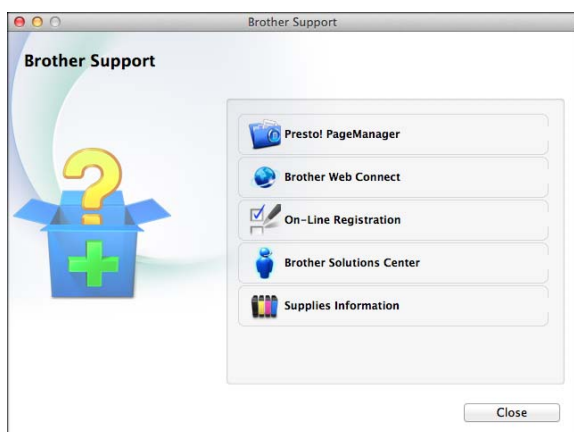 Brother Support
Brother Support
Presto! PageManager
Brother Web Connect
On-Line Registration
Brother Solutions Center
Supplies Information
Close